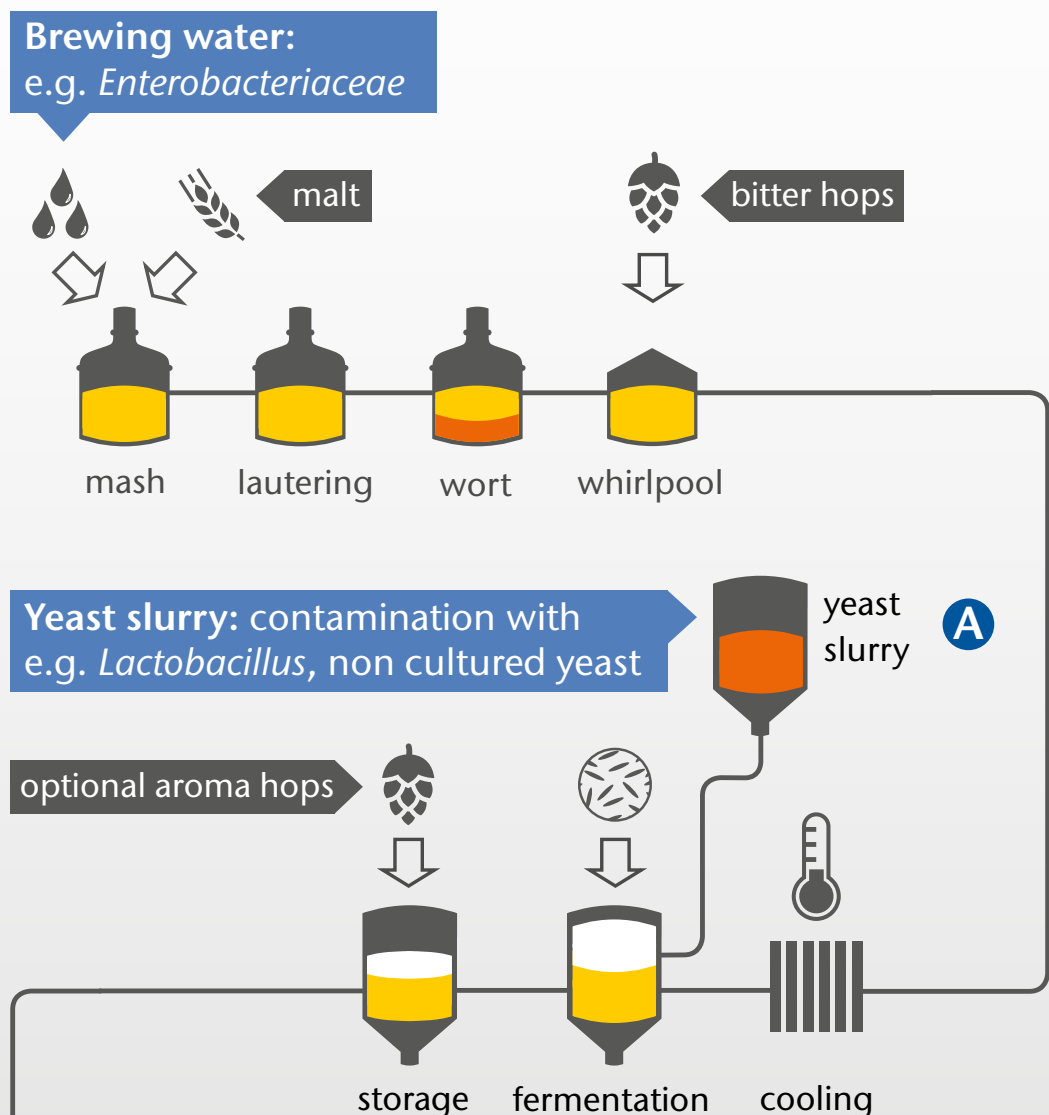 Brewing water:
e.g. Enterobacteriaceae
malt
bitter hops
mash
lautering
wort
whirlpool
Yeast slurry: contamination with
e.g. Lactobacillus, non cultured yeast
yeast
slurry
A
optional aroma hops
storage
fermentation
cooling